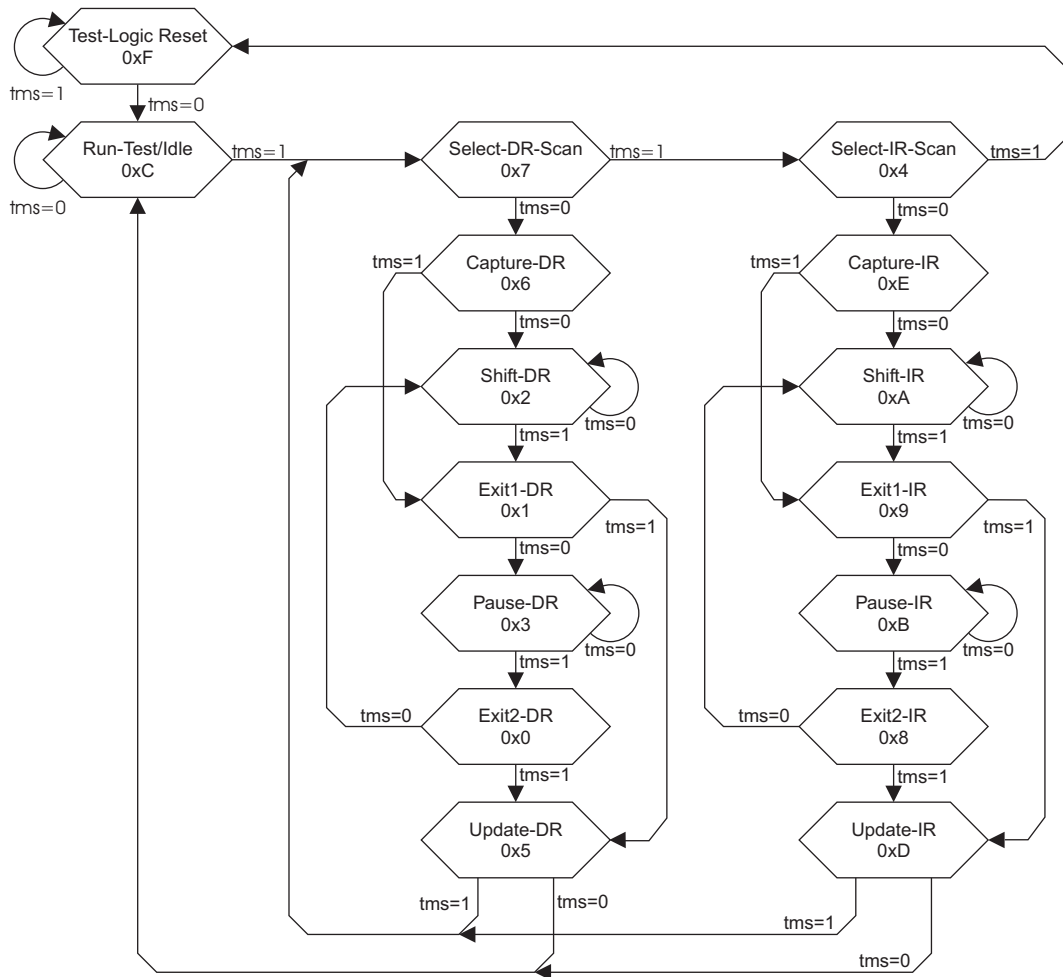 Test-Logic Reset
0xF
tms=1
tms=0
Run-Test/Idle
0xC
tms=1
tms=0
Select-DR-Scan
0x7
tms=1
Select-IR-Scan
0x4
tms=1
tms=0
tms=0
tms=1
Capture-DR
0x6
tms=1
Capture-IR
0xE
tms=0
tms=0
Shift-DR
0x2
tms=0
Shift-IR
0xA
tms=0
tms=1
tms=1
Exit1-DR
0x1
tms=1
Exit1-IR
0x9
tms=1
tms=0
tms=0
Pause-DR
0x3
tms=0
Pause-IR
0xB
tms=0
tms=1
tms=1
tms=0
Exit2-DR
0x0
tms=0
Exit2-IR
0x8
tms=1
tms=1
Update-DR
0x5
Update-IR
0xD
tms=1
tms=0
tms=1
tms=0